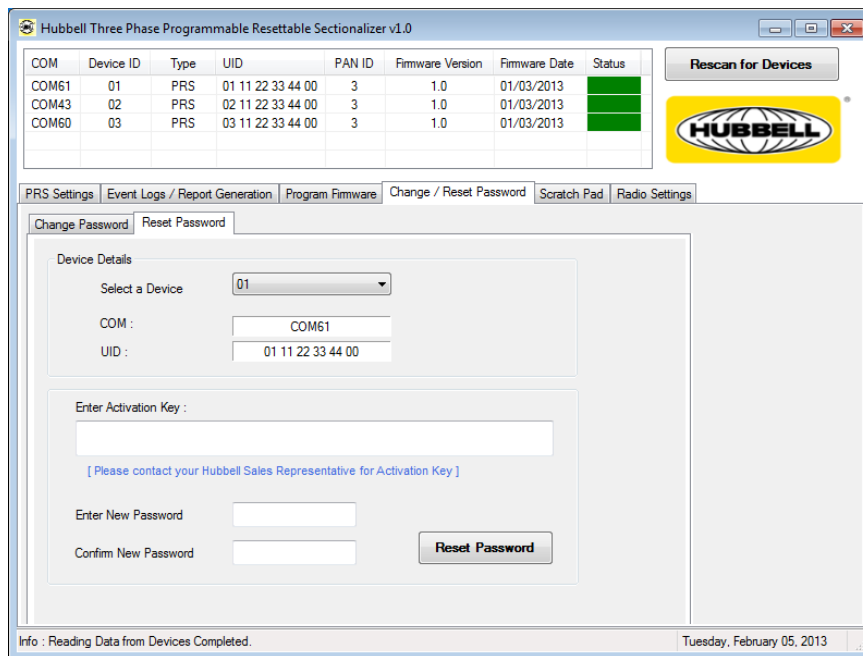 Hubbell Three Phase Programmable Resettable Sectionalizer v1.0
COM Device ID Type UID PAN ID Firmware Version Firmware Date Status
COM61 01 PRS 01 11 22 33 44 00 3 1.0 01/03/2013
COM43 02 PRS 02 11 22 33 44 00 3 1.0 01/03/2013
COM60 03 PRS 03 11 22 33 44 00 3 1.0 01/03/2013
Rescan for Devices
HUBBELL
®
PRS Settings Event Logs / Report Generation Program Firmware Change / Reset Password Scratch Pad Radio Settings
Change Password Reset Password
Device Details
Select a Device 01
COM : COM61
UID : 01 11 22 33 44 00
Enter Activation Key :
[ Please contact your Hubbell Sales Representative for Activation Key ]
Enter New Password
Confirm New Password
Reset Password
Info : Reading Data from Devices Completed. Tuesday, February 05, 2013